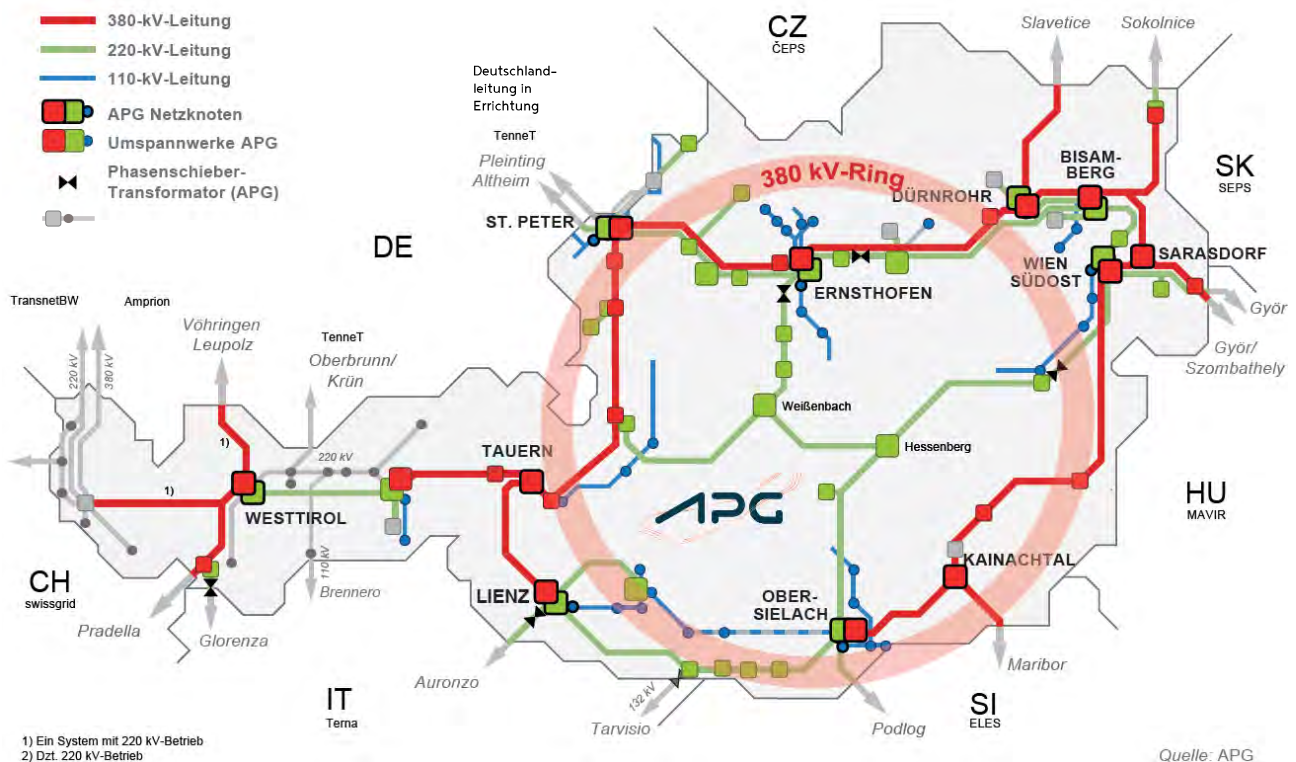 380-kV-Leitung
220-kV-Leitung
110-kV-Leitung
APG Netzknoten
Umspannwerke APG
Phasenschieber-
Transformator (APG)
CZ
ČEPS
Slavetice
Sokolnice
Deutschland-
leitung in
Errichtung
TenneT
Pleinting
Altheim
380 kV-Ring
BISAM-
BERG
DÜRNROHR
SK
SEPS
ST. PETER
DE
WIEN
SÜDOST
SARASDORF
ERNSTHOFEN
TransnetBW
Amprion
Vöhringen
Leupolz
TenneT
Oberbrunn/
Krün
220 kV
380 kV
Györ
Györ/
Szombathely
Weißenbach
Hessenberg
1)
220 kV
TAUERN
1)
WESTTIROL
APG
HU
MAVIR
KAINACHTAL
CH
swissgrid
110 kV
Brennero
LIENZ
OBER-
SIELACH
Pradella
Glorenza
Maribor
Auronzo
132 kV
IT
Terna
Tarvisio
Podlog
SI
ELES
1) Ein System mit 220 kV-Betrieb
2) Dzt. 220 kV-Betrieb
Quelle: APG